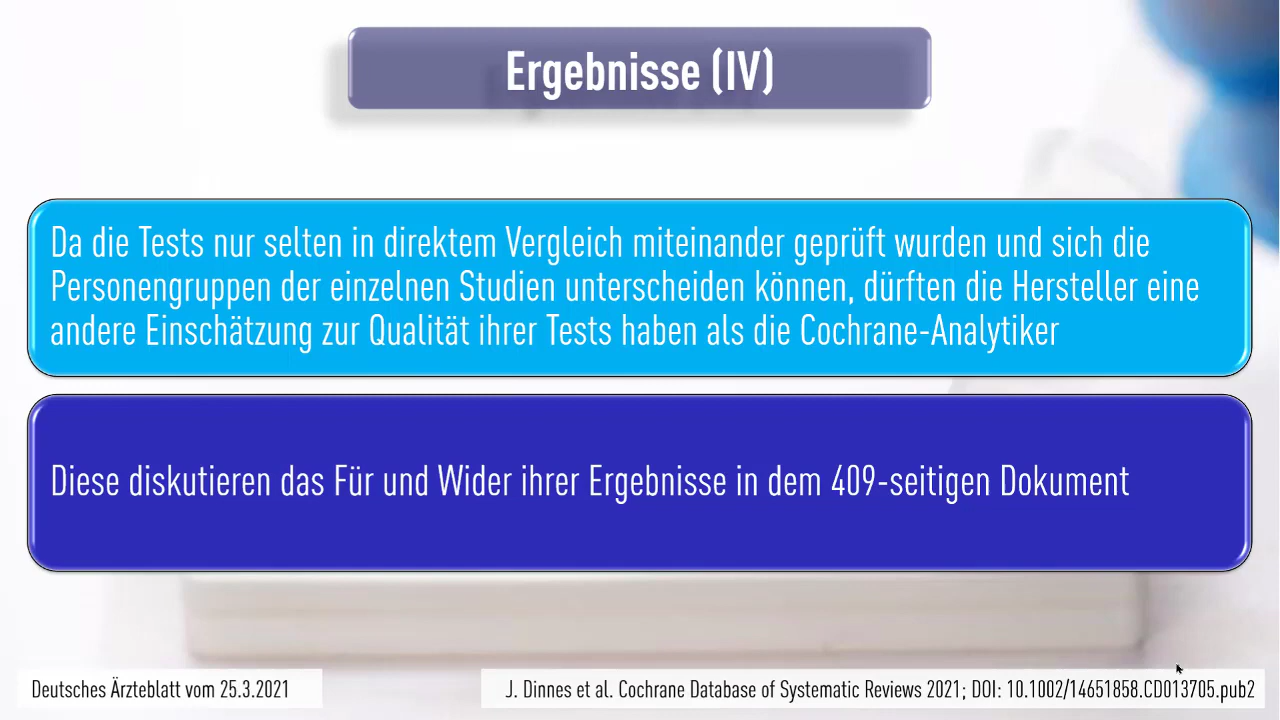 Ergebnisse (IV)
Da die Tests nur selten in direktem Vergleich miteinander geprüft wurden und sich die
Personengruppen der einzelnen Studien unterscheiden können, dürften die Hersteller eine
andere Einschätzung zur Qualität ihrer Tests haben als die Cochrane-Analytiker
Diese diskutieren das Für und Wider ihrer Ergebnisse in dem 409-seitigen Dokument
Deutsches Ärzteblatt vom 25.3.2021
J. Dinnes et al. Cochrane Database of Systematic Reviews 2021; DOI: 10.1002/14651858.CD013705.pub2